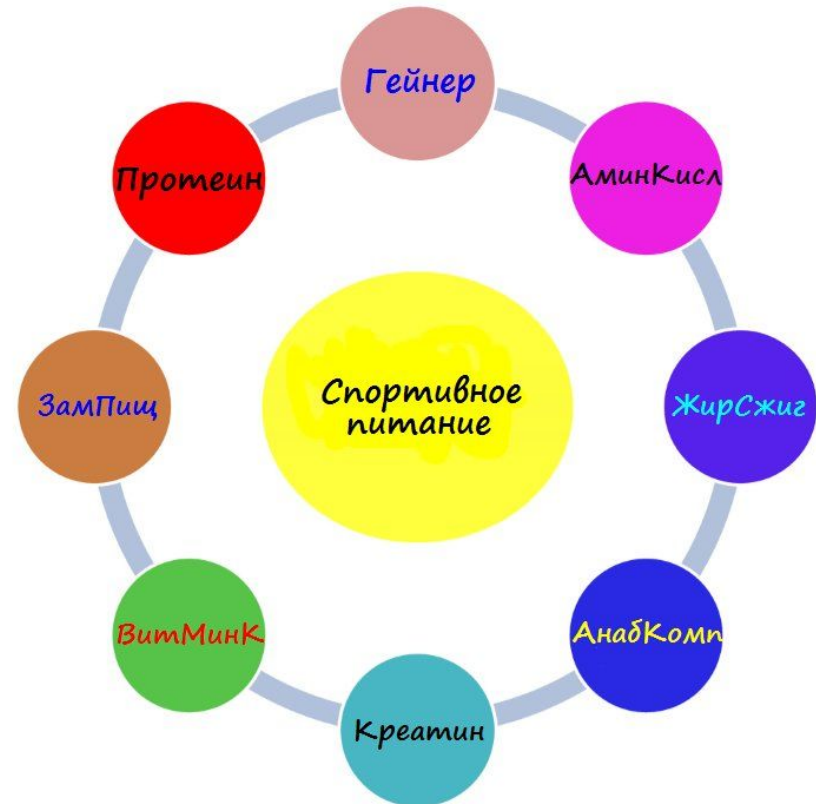 Гейнер
Протеин
АминКисл
ЗамПищ
Спортивное
питание
ЖирСжиг
ВитМинК
АнабКомп
Креатин